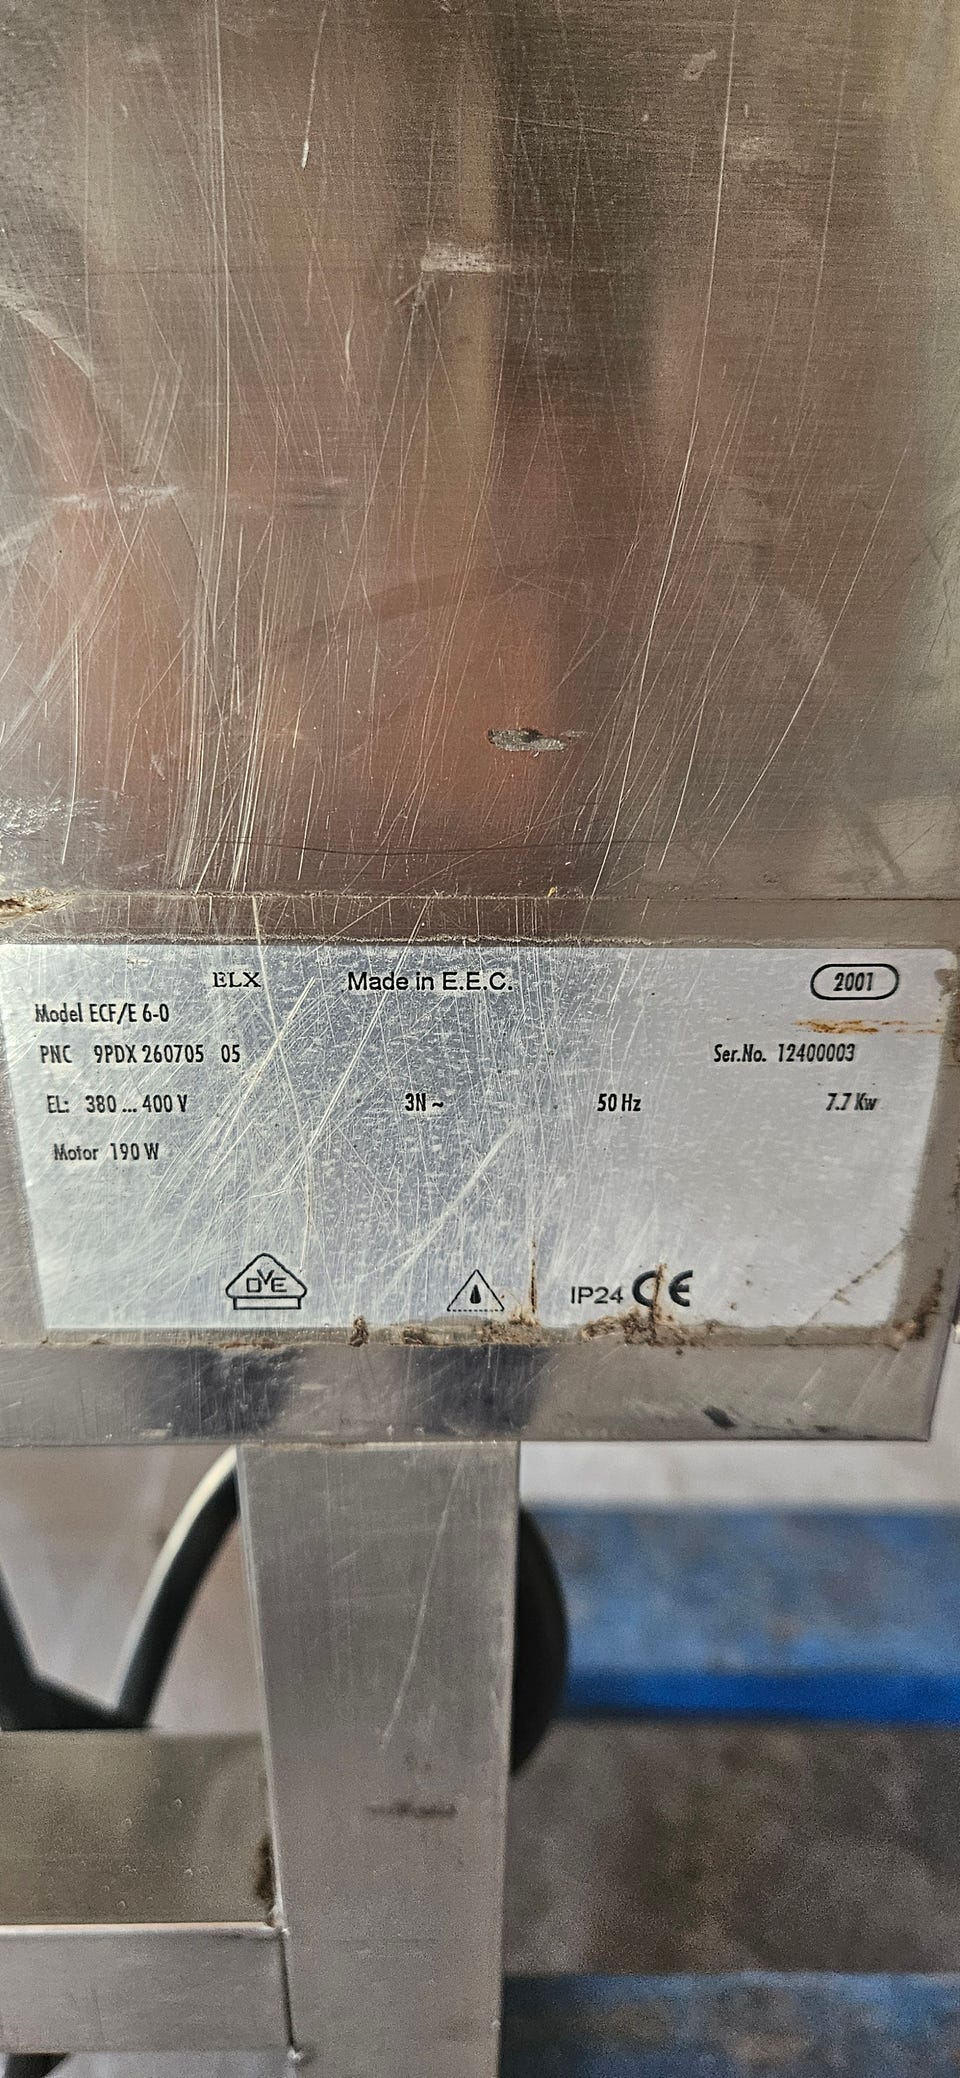 ELX Made in E.E.C. 2001
Model ECF/E 6-0
PNC 9PDX 260705 05 Ser.No. 12400003
EL: 380 ... 400 V 3N ~ 50 Hz 7.7 Kw
Motor 190 W
DVE IP24 CE